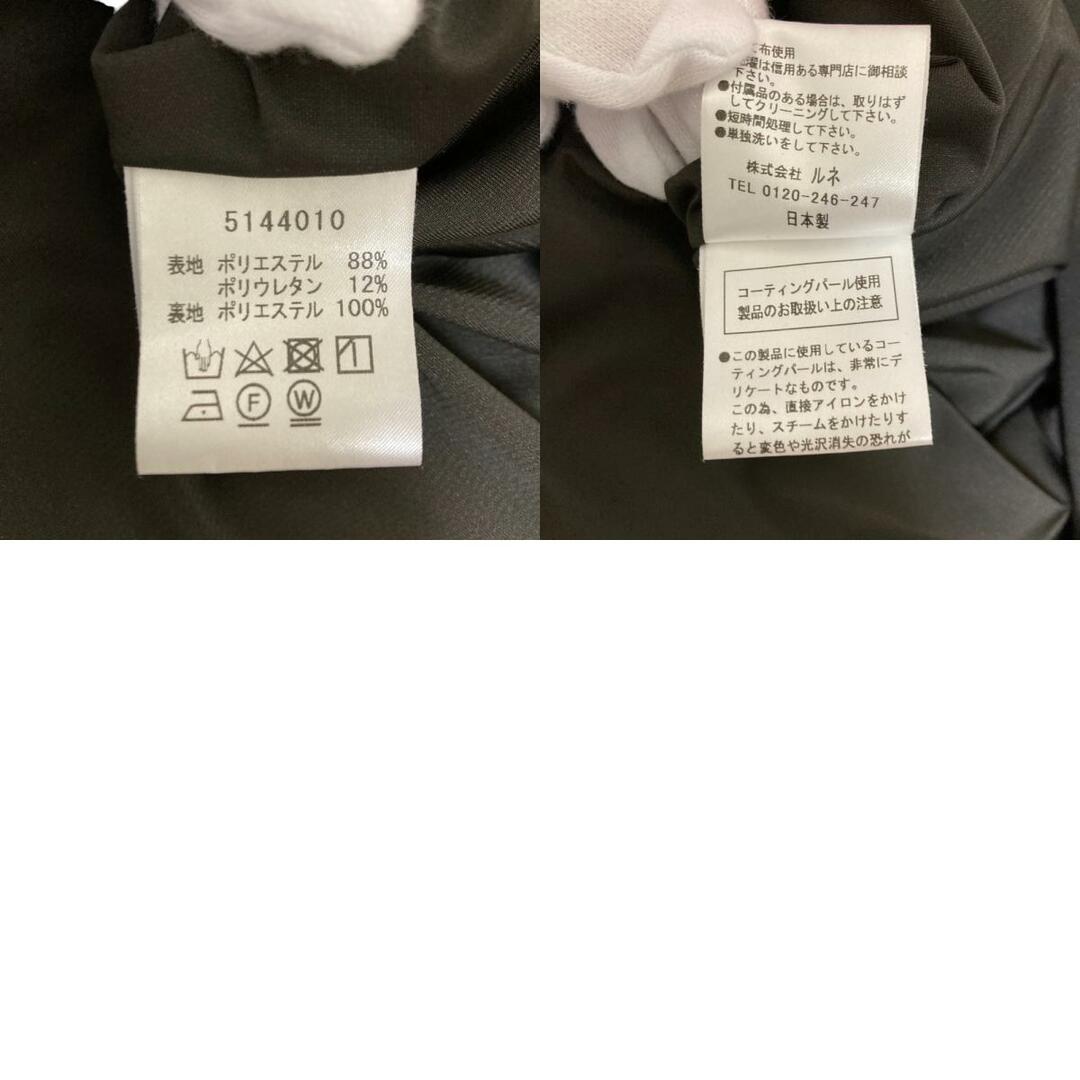 5144010
表地 ポリエステル 88%
ポリウレタン 12%
裏地 ポリエステル 100%
F W
布使用
は信用ある専門店に御相談
下さい。
●付属品のある場合は、取りはず
してクリーニングして下さい。
●短時間処理して下さい。
●単独洗いをして下さい。
株式会社 ルネ
TEL 0120-246-247
日本製
コーティングパール使用
製品のお取扱い上の注意
●この製品に使用しているコー
ティングパールは、非常にデ
リケートなものです。
この為、直接アイロンをかけ
たり、スチームをかけたりす
ると変色や光沢消失の恐れが